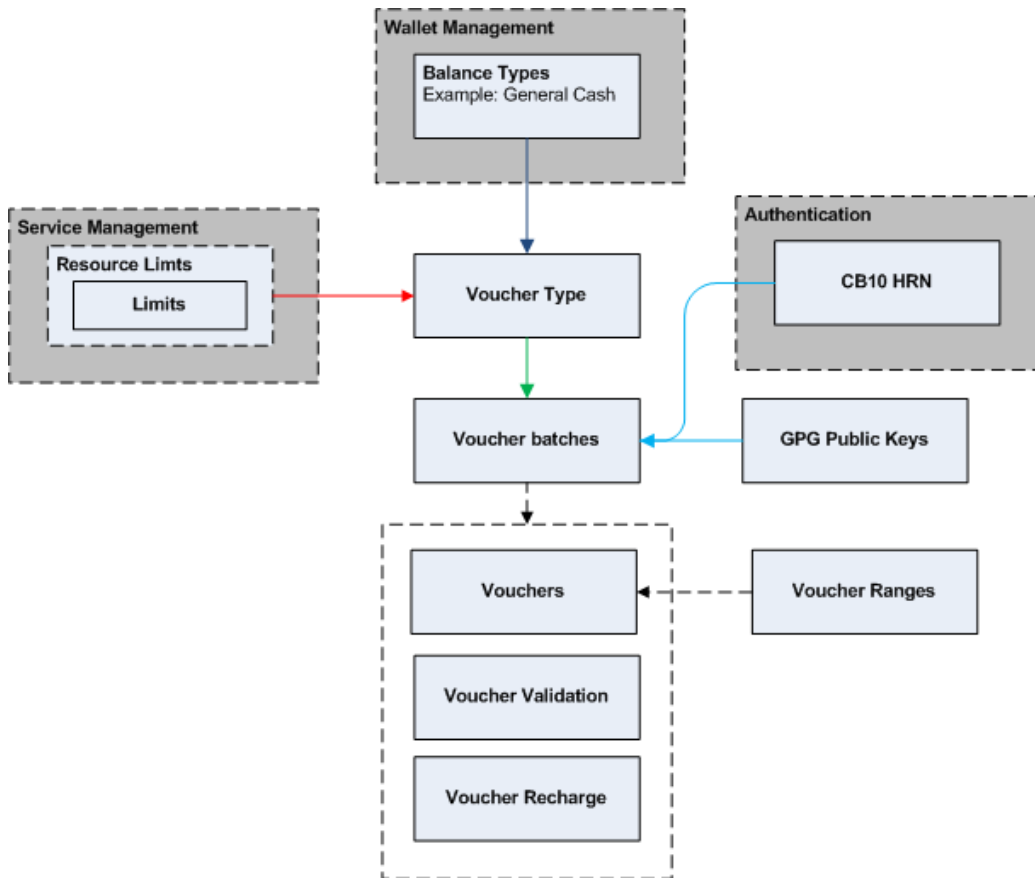 Wallet Management
Balance Types
Example: General Cash
Service Management
Resource Limts
Limits
Voucher Type
Authentication
CB10 HRN
Voucher batches
GPG Public Keys
Vouchers
Voucher Ranges
Voucher Validation
Voucher Recharge